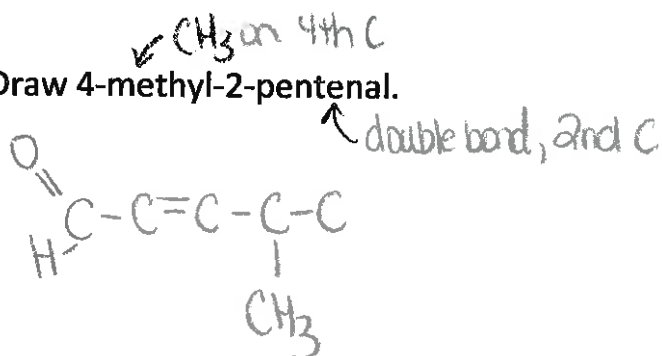 CH3 on 4th C
Draw 4-methyl-2-pentenal.
double bond, 2nd C
O
C-C=C-C-C
H
CH3